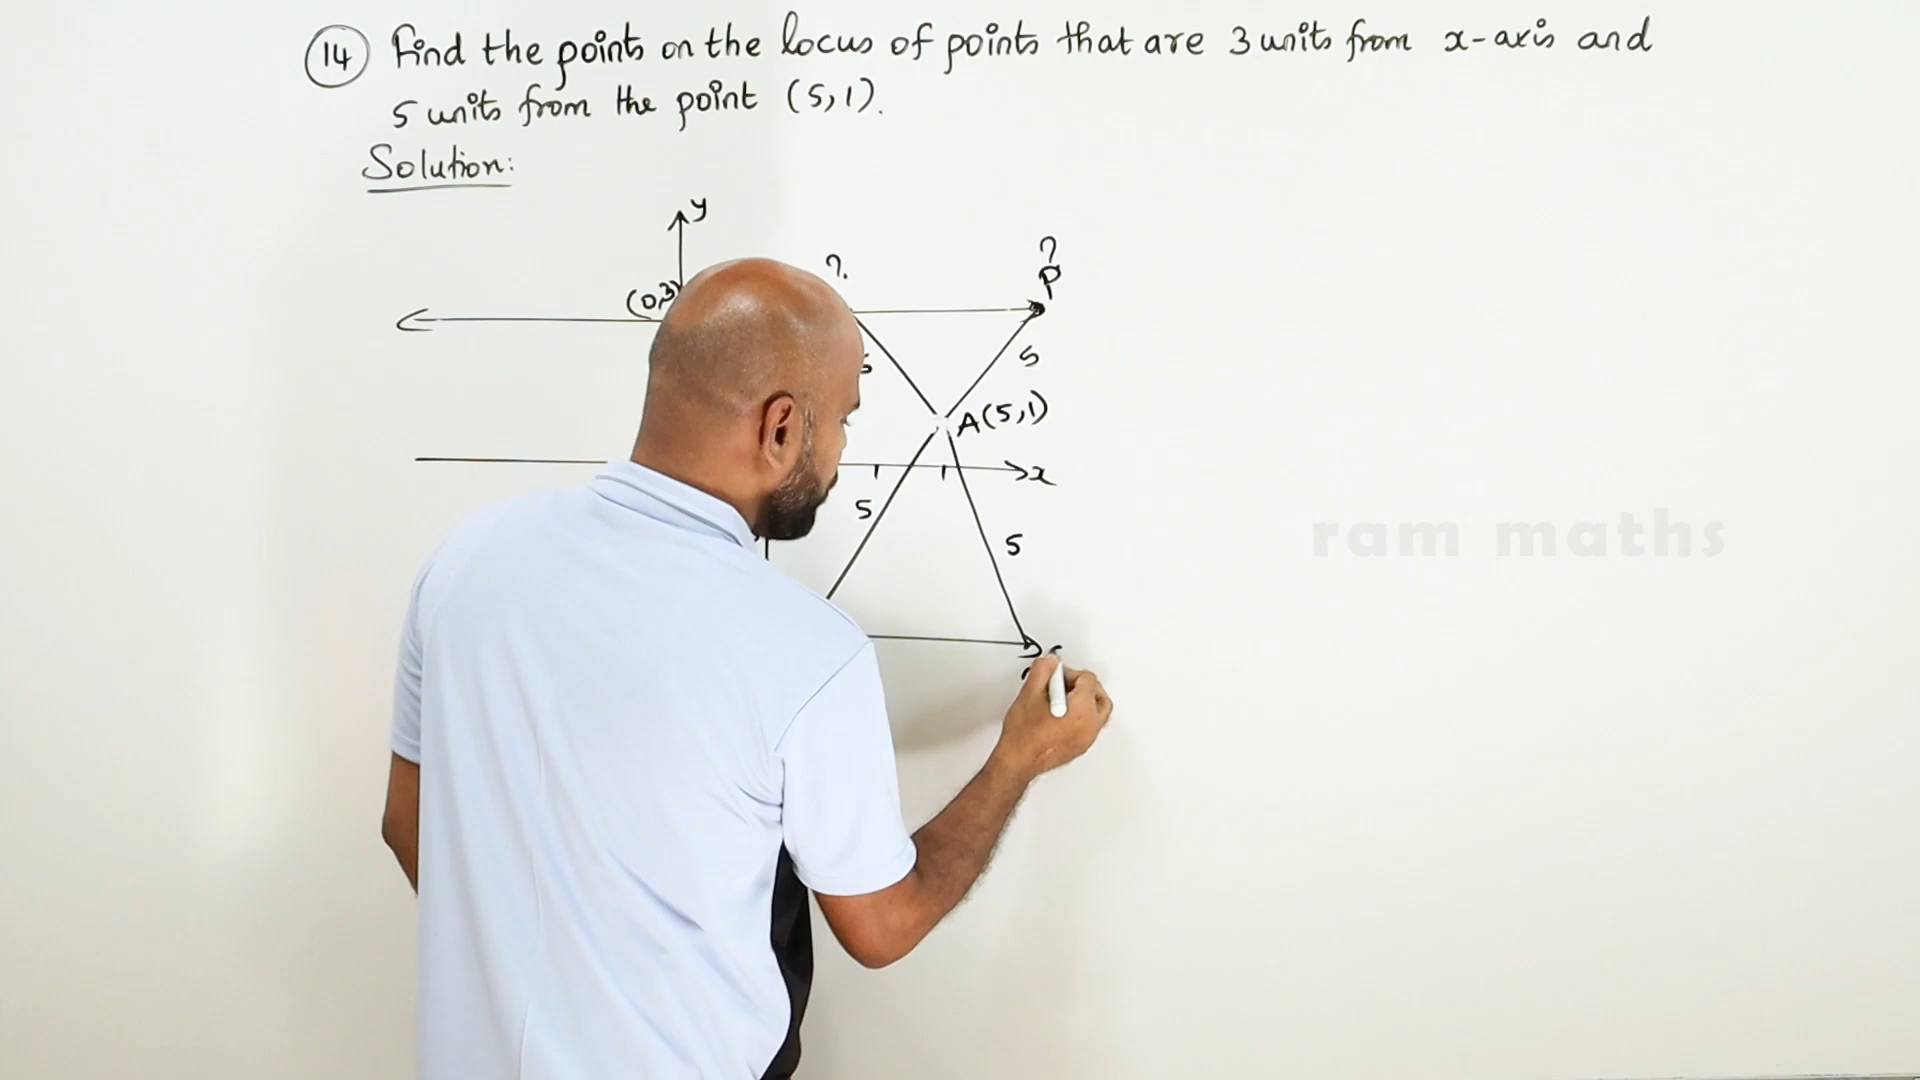 14 Find the points on the locus of points that are 3 units from x-axis and
5 units from the point (5,1).
Solution:
y
?.
?
P
(0,3)
5
5
A(5,1)
x
5
5
ram maths